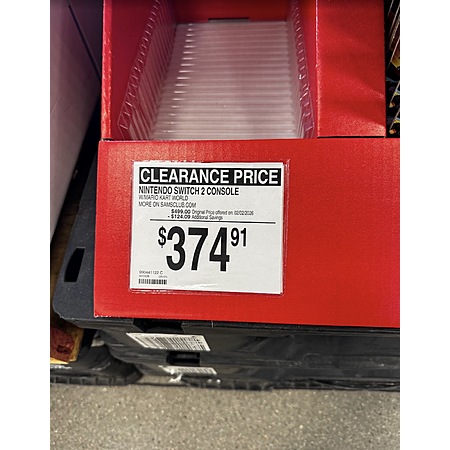 CLEARANCE PRICE
NINTENDO SWITCH 2 CONSOLE
W/MARIO KART WORLD
MORE ON SAMSCLUB.COM
$499.00 Original Price offered on: 02/02/2026
- $124.09 Additional Savings
$374.91
990441122 C